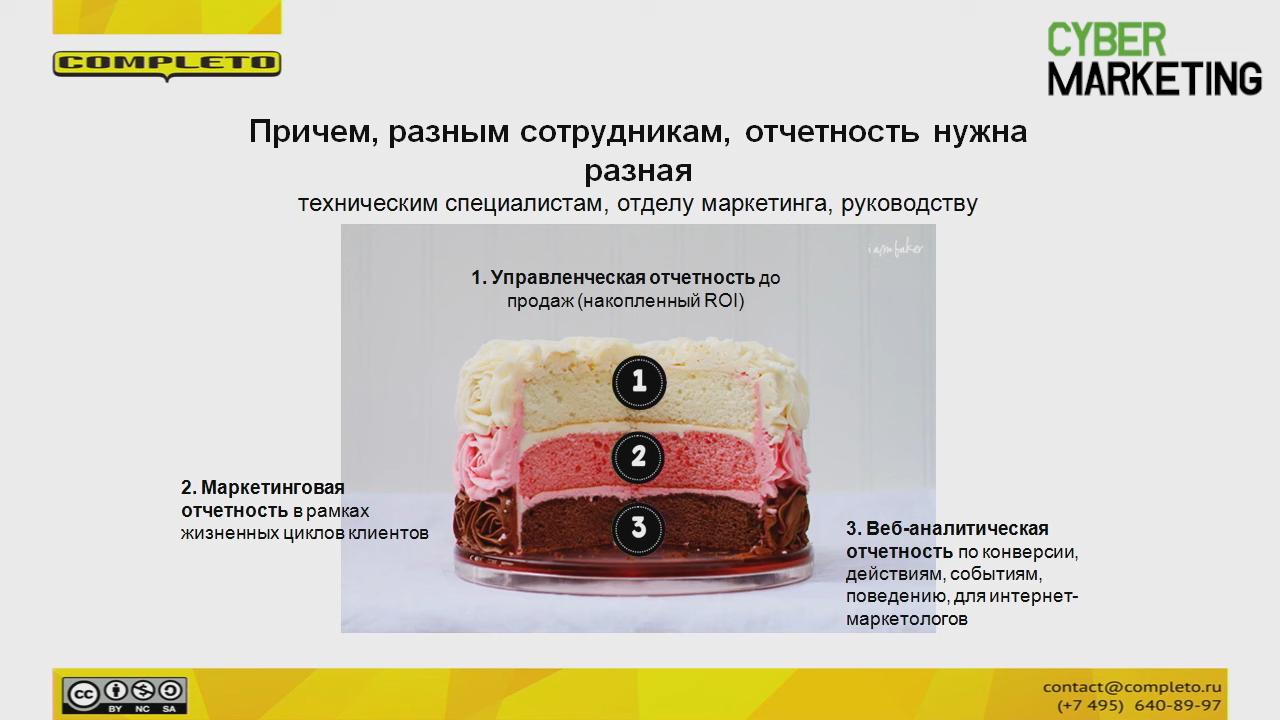 COMPLETO
CYBER
MARKETING
Причем, разным сотрудникам, отчетность нужна
разная
техническим специалистам, отделу маркетинга, руководству
iambaker
1. Управленческая отчетность до
продаж (накопленный ROI)
1
2
3
2. Маркетинговая
отчетность в рамках
жизненных циклов клиентов
3. Веб-аналитическая
отчетность по конверсии,
действиям, событиям,
поведению, для интернет-
маркетологов
cc
BY NC SA
contact@completo.ru
(+7 495) 640-89-97